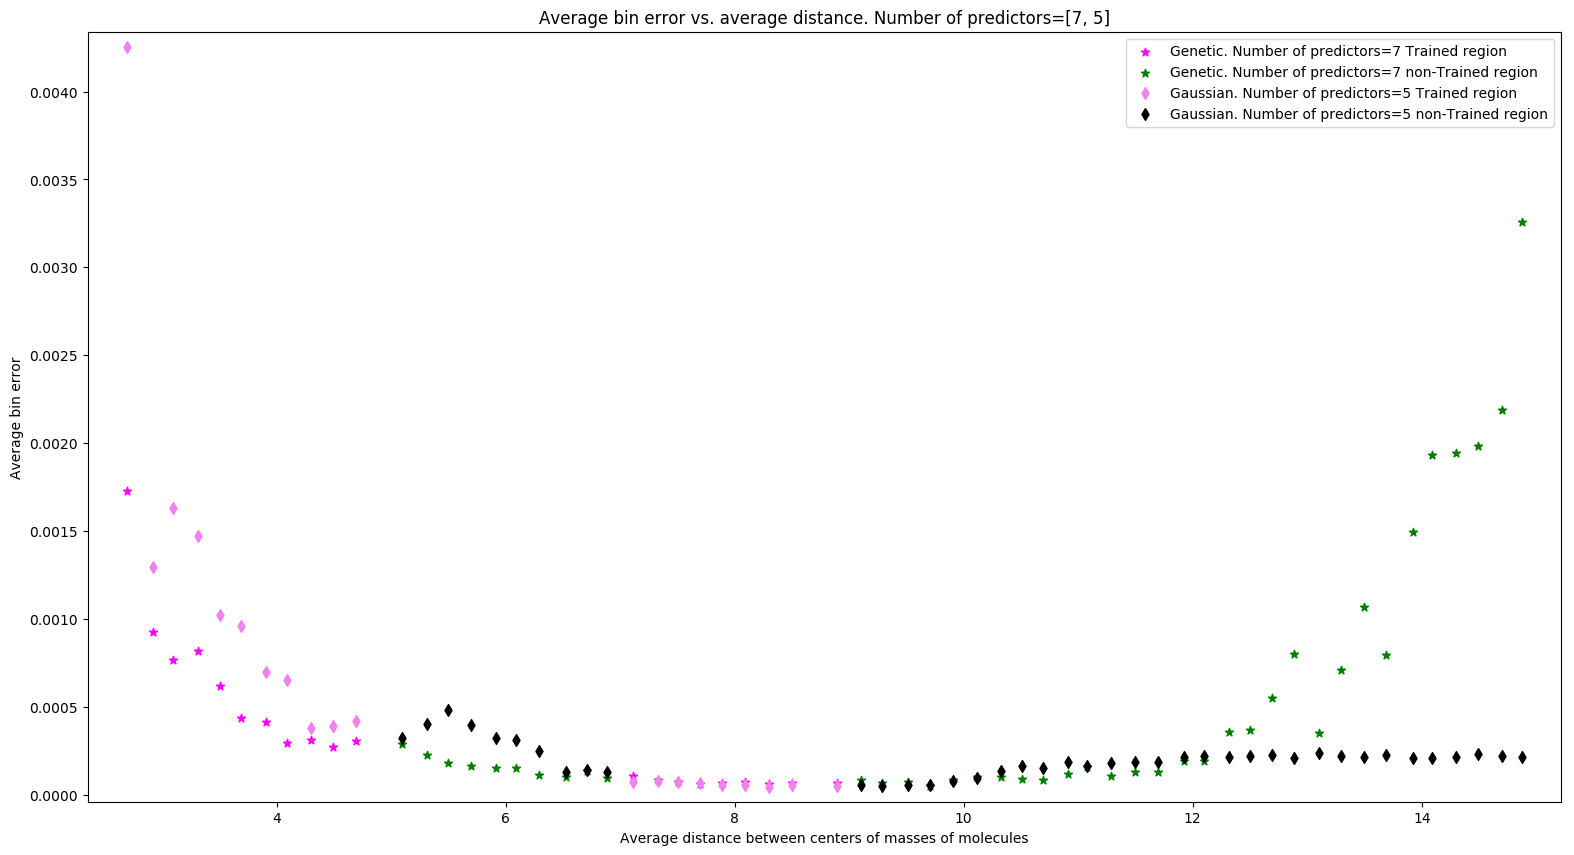 Average bin error vs. average distance. Number of predictors=[7, 5]
Genetic. Number of predictors=7 Trained region
Genetic. Number of predictors=7 non-Trained region
Gaussian. Number of predictors=5 Trained region
Gaussian. Number of predictors=5 non-Trained region
Average bin error
0.0040
0.0035
0.0030
0.0025
0.0020
0.0015
0.0010
0.0005
0.0000
4
6
8
10
12
14
Average distance between centers of masses of molecules